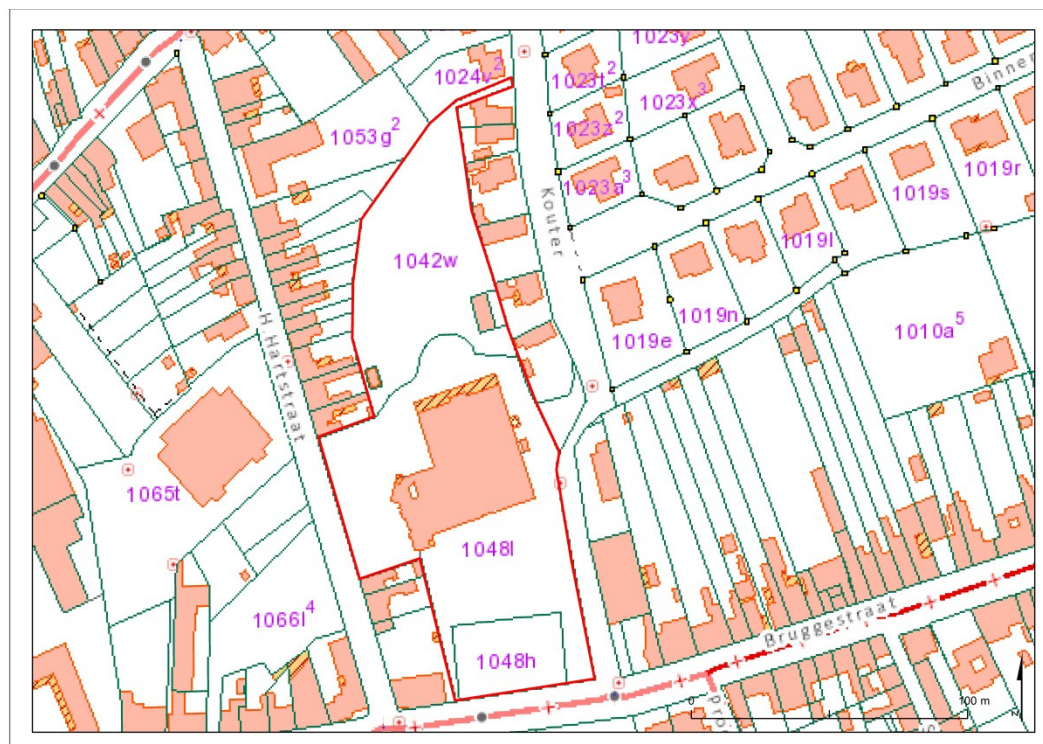 1023y
1024v²
1023t²
Binner
1023x³
1053g²
1023z²
1019r
1023a³
1019s
Kouter
1019l
1042w
1019n
1010a⁵
1019e
H Hartstraat
1065t
1048l
1066l⁴
Bruggestraat
1048h
0
100 m